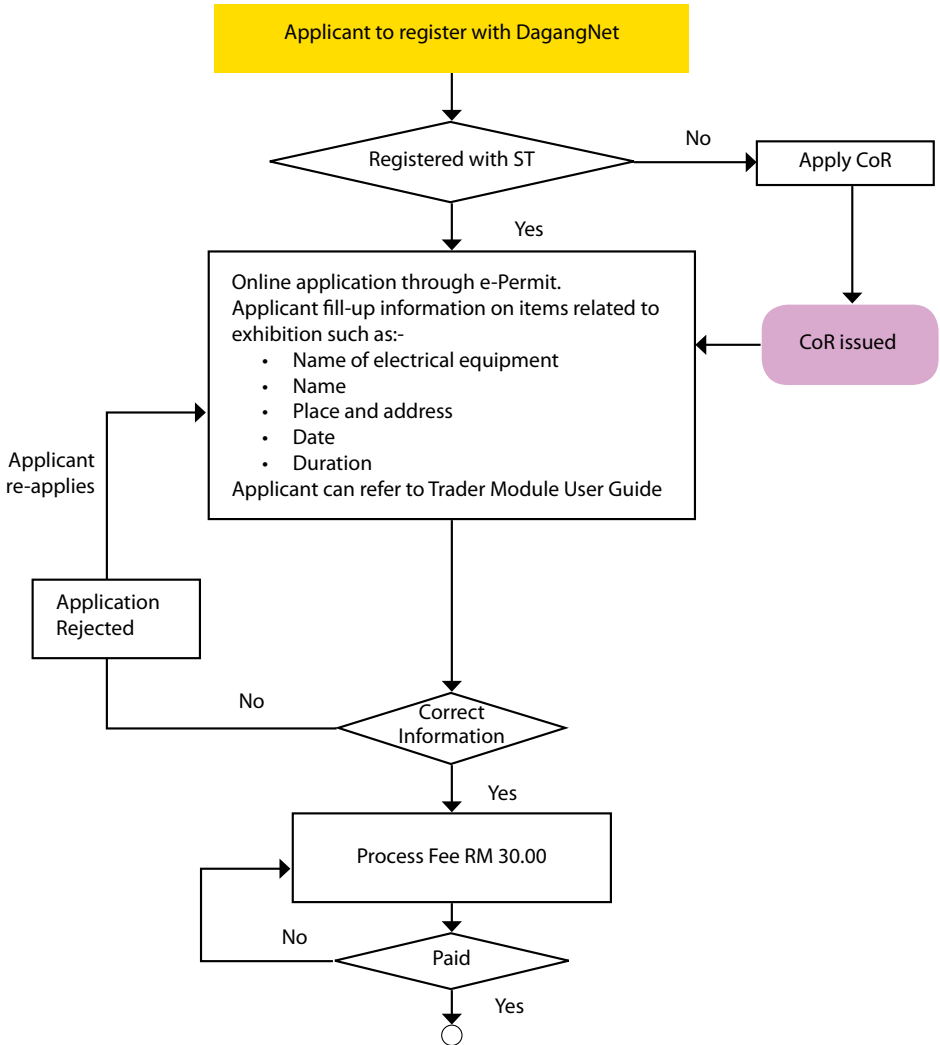 Applicant to register with DagangNet
Registered with ST
No
Apply CoR
Yes
Online application through e-Permit.
Applicant fill-up information on items related to
exhibition such as:-
• Name of electrical equipment
• Name
• Place and address
• Date
• Duration
Applicant can refer to Trader Module User Guide
CoR issued
Applicant
re-applies
Application
Rejected
No
Correct
Information
Yes
Process Fee RM 30.00
No
Paid
Yes